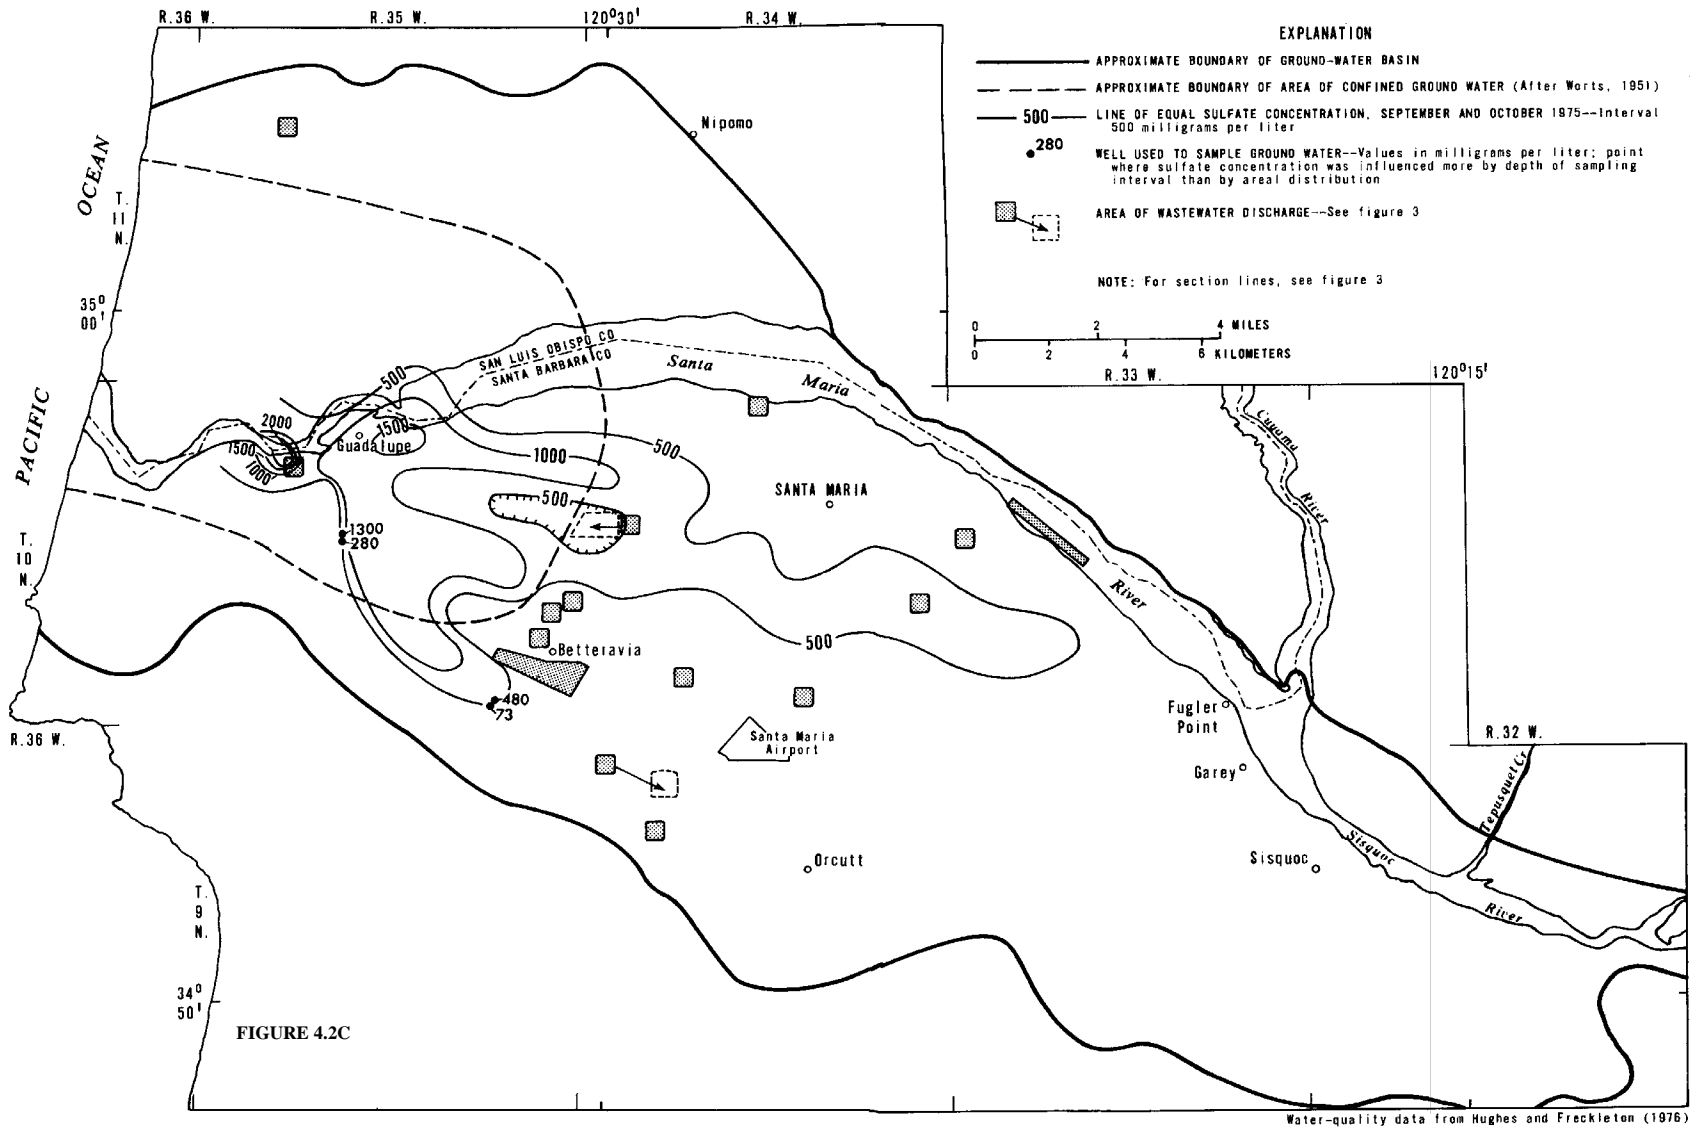 R.36 W.
R.35 W.
120°30'
R.34 W.
EXPLANATION
APPROXIMATE BOUNDARY OF GROUND-WATER BASIN
APPROXIMATE BOUNDARY OF AREA OF CONFINED GROUND WATER (After Worts, 1951)
500
LINE OF EQUAL SULFATE CONCENTRATION, SEPTEMBER AND OCTOBER 1975--Interval
500 milligrams per liter
280
WELL USED TO SAMPLE GROUND WATER--Values in milligrams per liter; point
where sulfate concentration was influenced more by depth of sampling
interval than by areal distribution
AREA OF WASTEWATER DISCHARGE--See figure 3
NOTE: For section lines, see figure 3
0 2 4 MILES
0 2 4 6 KILOMETERS
R.33 W.
120°15'
Nipomo
PACIFIC OCEAN
T.
11
N.
35°
00'
SAN LUIS OBISPO CO
SANTA BARBARA CO
Santa
Maria
River
Cuyama
River
500
2000
1500
1000
1500
Guadalupe
1000
500
500
SANTA MARIA
1300
280
T.
10
N.
Betteravia
500
480
73
Santa Maria
Airport
Fugler
Point
Garey
R.36 W.
R.32 W.
Tepusquet Cr
Sisquoc
River
Orcutt
Sisquoc
T.
9
N.
34°
50'
FIGURE 4.2C
Water-quality data from Hughes and Freckleton (1976)